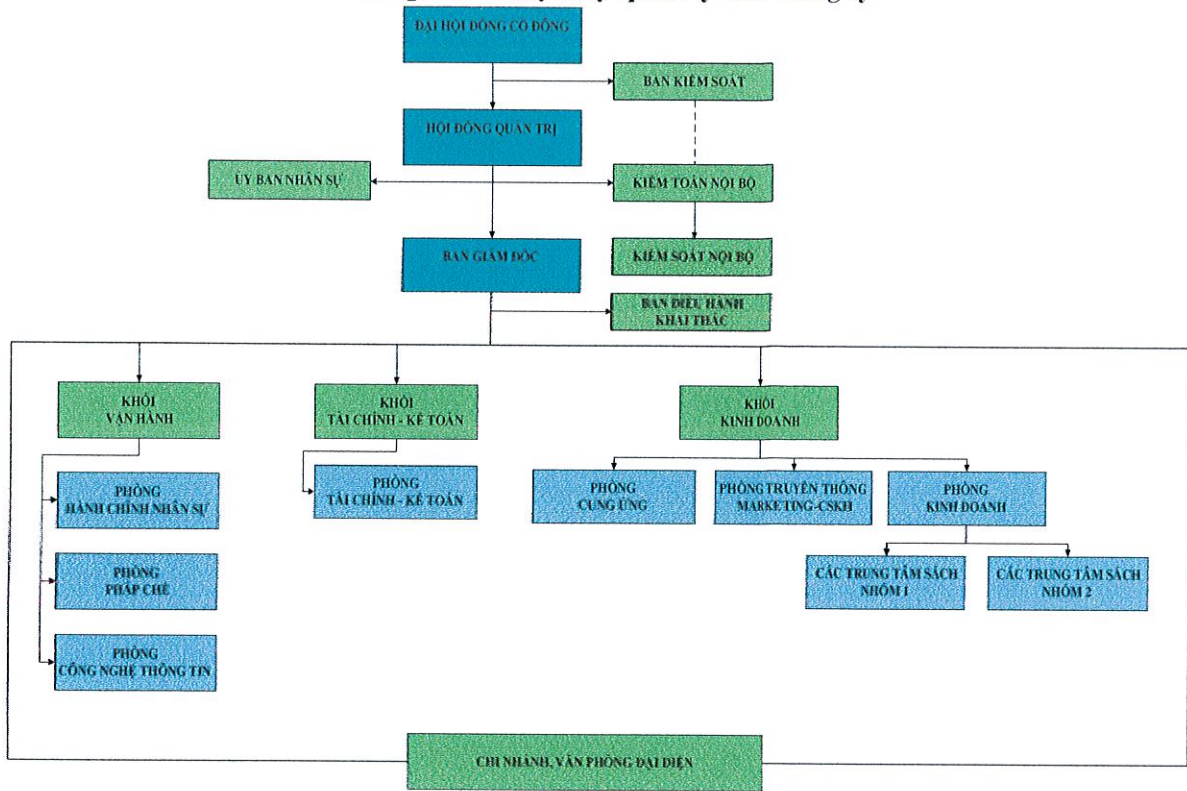 ĐẠI HỘI ĐỒNG CỔ ĐÔNG
BAN KIỂM SOÁT
HỘI ĐỒNG QUẢN TRỊ
ỦY BAN NHÂN SỰ
KIỂM TOÁN NỘI BỘ
BAN GIÁM ĐỐC
KIỂM SOÁT NỘI BỘ
BAN ĐIỀU HÀNH
KHAI THÁC
KHỐI
VẬN HÀNH
KHỐI
TÀI CHÍNH - KẾ TOÁN
KHỐI
KINH DOANH
PHÒNG
HÀNH CHÍNH NHÂN SỰ
PHÒNG
TÀI CHÍNH - KẾ TOÁN
PHÒNG
CUNG ỨNG
PHÒNG TRUYỀN THÔNG
MARKETING-CSKH
PHÒNG
KINH DOANH
PHÒNG
PHÁP CHẾ
CÁC TRUNG TÂM SÁCH
NHÓM 1
CÁC TRUNG TÂM SÁCH
NHÓM 2
PHÒNG
CÔNG NGHỆ THÔNG TIN
CHI NHÁNH, VĂN PHÒNG ĐẠI DIỆN